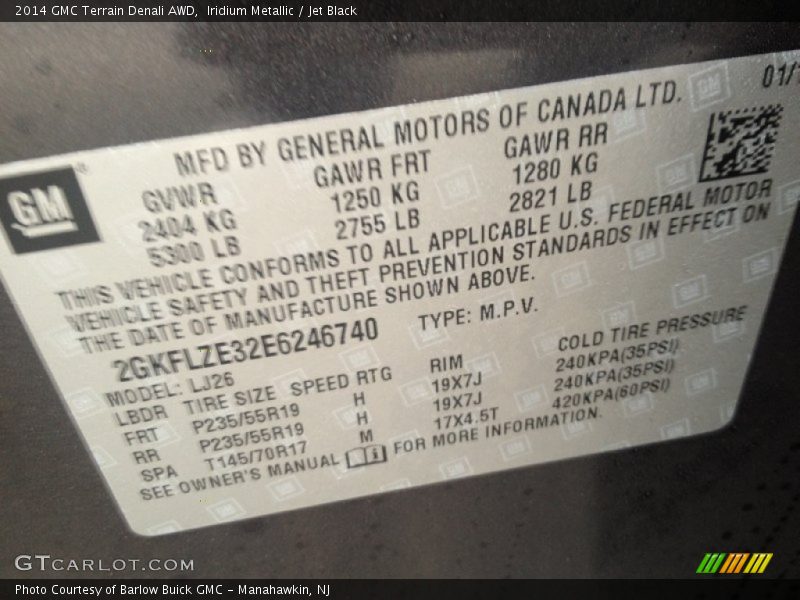 2014 GMC Terrain Denali AWD, Iridium Metallic / Jet Black
MFD BY GENERAL MOTORS OF CANADA LTD. 01/
GM
GVWR GAWR FRT GAWR RR
2404 KG 1250 KG 1280 KG
5300 LB 2755 LB 2821 LB
THIS VEHICLE CONFORMS TO ALL APPLICABLE U.S. FEDERAL MOTOR
VEHICLE SAFETY AND THEFT PREVENTION STANDARDS IN EFFECT ON
THE DATE OF MANUFACTURE SHOWN ABOVE.
2GKFLZE32E6246740 TYPE: M.P.V.
MODEL: LJ26
LBDR TIRE SIZE SPEED RTG RIM COLD TIRE PRESSURE
FRT P235/55R19 H 19X7J 240KPA(35PSI)
RR P235/55R19 H 19X7J 240KPA(35PSI)
SPA T145/70R17 M 17X4.5T 420KPA(60PSI)
SEE OWNER'S MANUAL i FOR MORE INFORMATION.
GTCARLOT.COM
Photo Courtesy of Barlow Buick GMC – Manahawkin, NJ